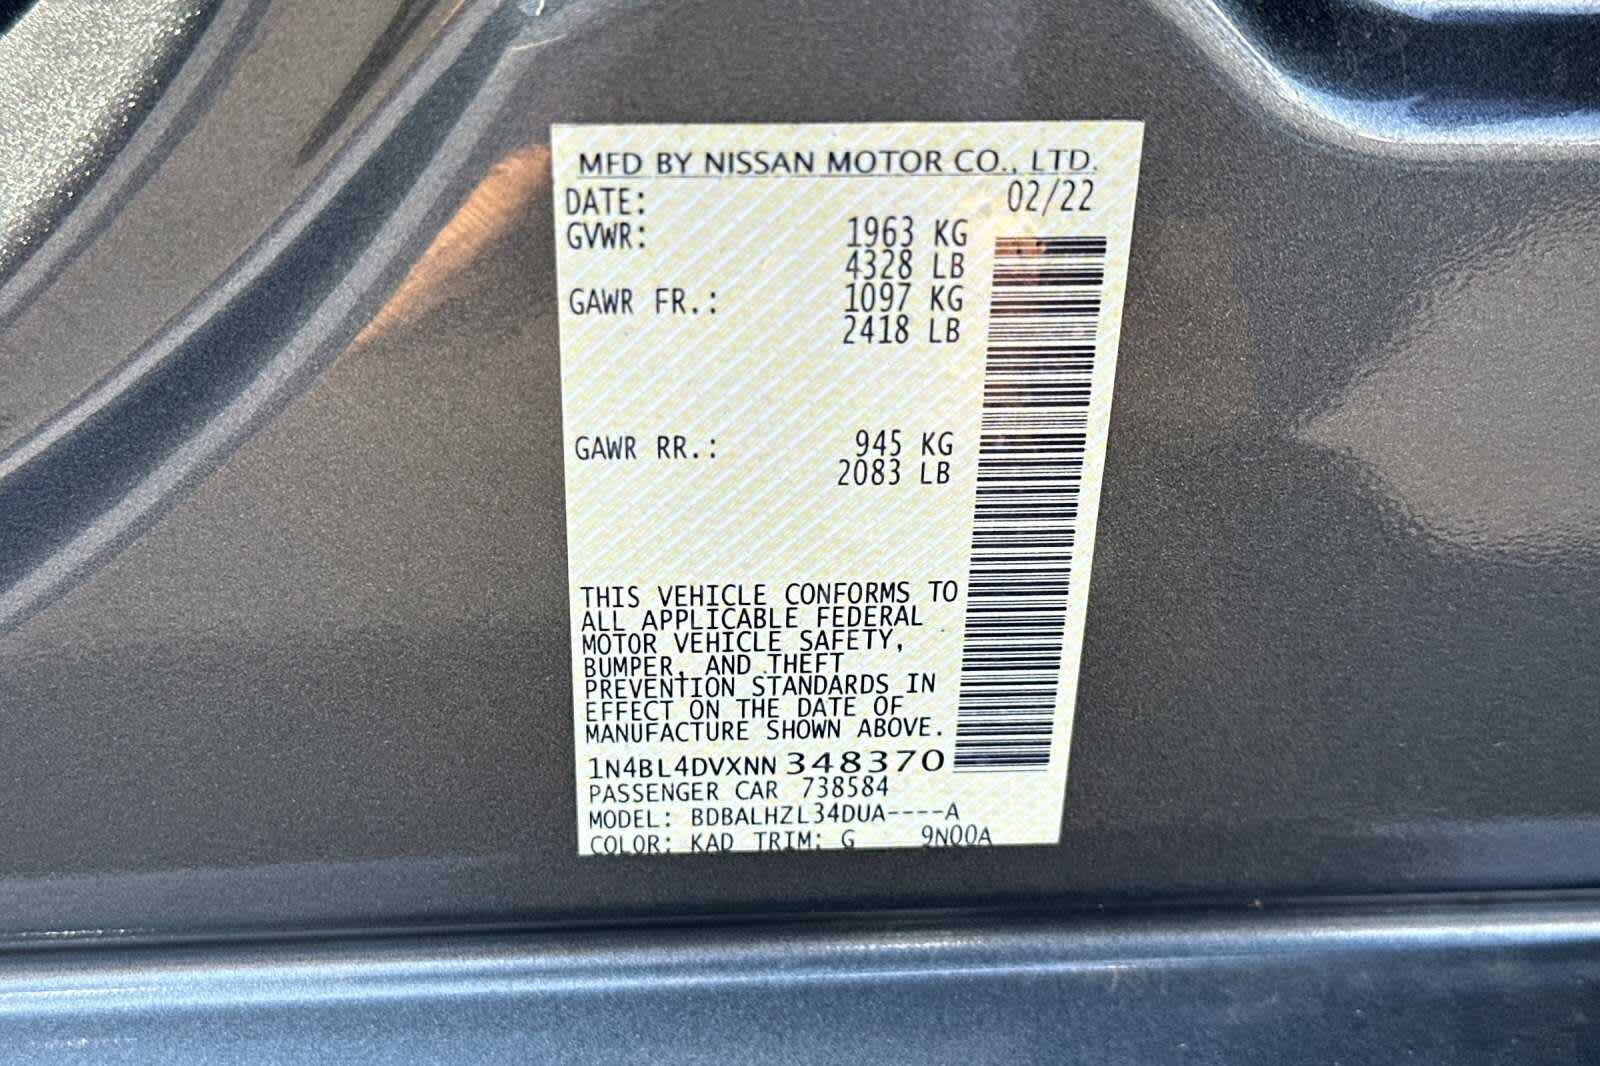 MFD BY NISSAN MOTOR CO., LTD.
DATE: 02/22
GVWR: 1963 KG
4328 LB
GAWR FR.: 1097 KG
2418 LB
GAWR RR.: 945 KG
2083 LB
THIS VEHICLE CONFORMS TO
ALL APPLICABLE FEDERAL
MOTOR VEHICLE SAFETY,
BUMPER, AND THEFT
PREVENTION STANDARDS IN
EFFECT ON THE DATE OF
MANUFACTURE SHOWN ABOVE.
1N4BL4DVXNN 348370
PASSENGER CAR 738584
MODEL: BDBALHZL34DUA----A
COLOR: KAD TRIM: G 9N00A